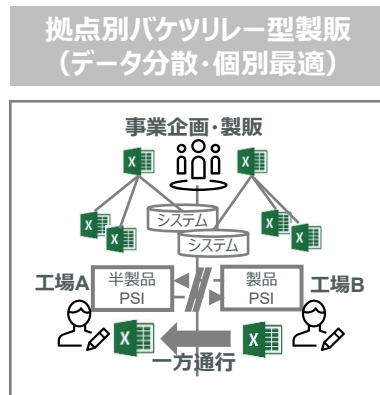 拠点別バケツリレー型製販
（データ分散・個別最適）
事業企画・製販
システム
システム
工場A
半製品
PSI
製品
PSI
工場B
一方通行